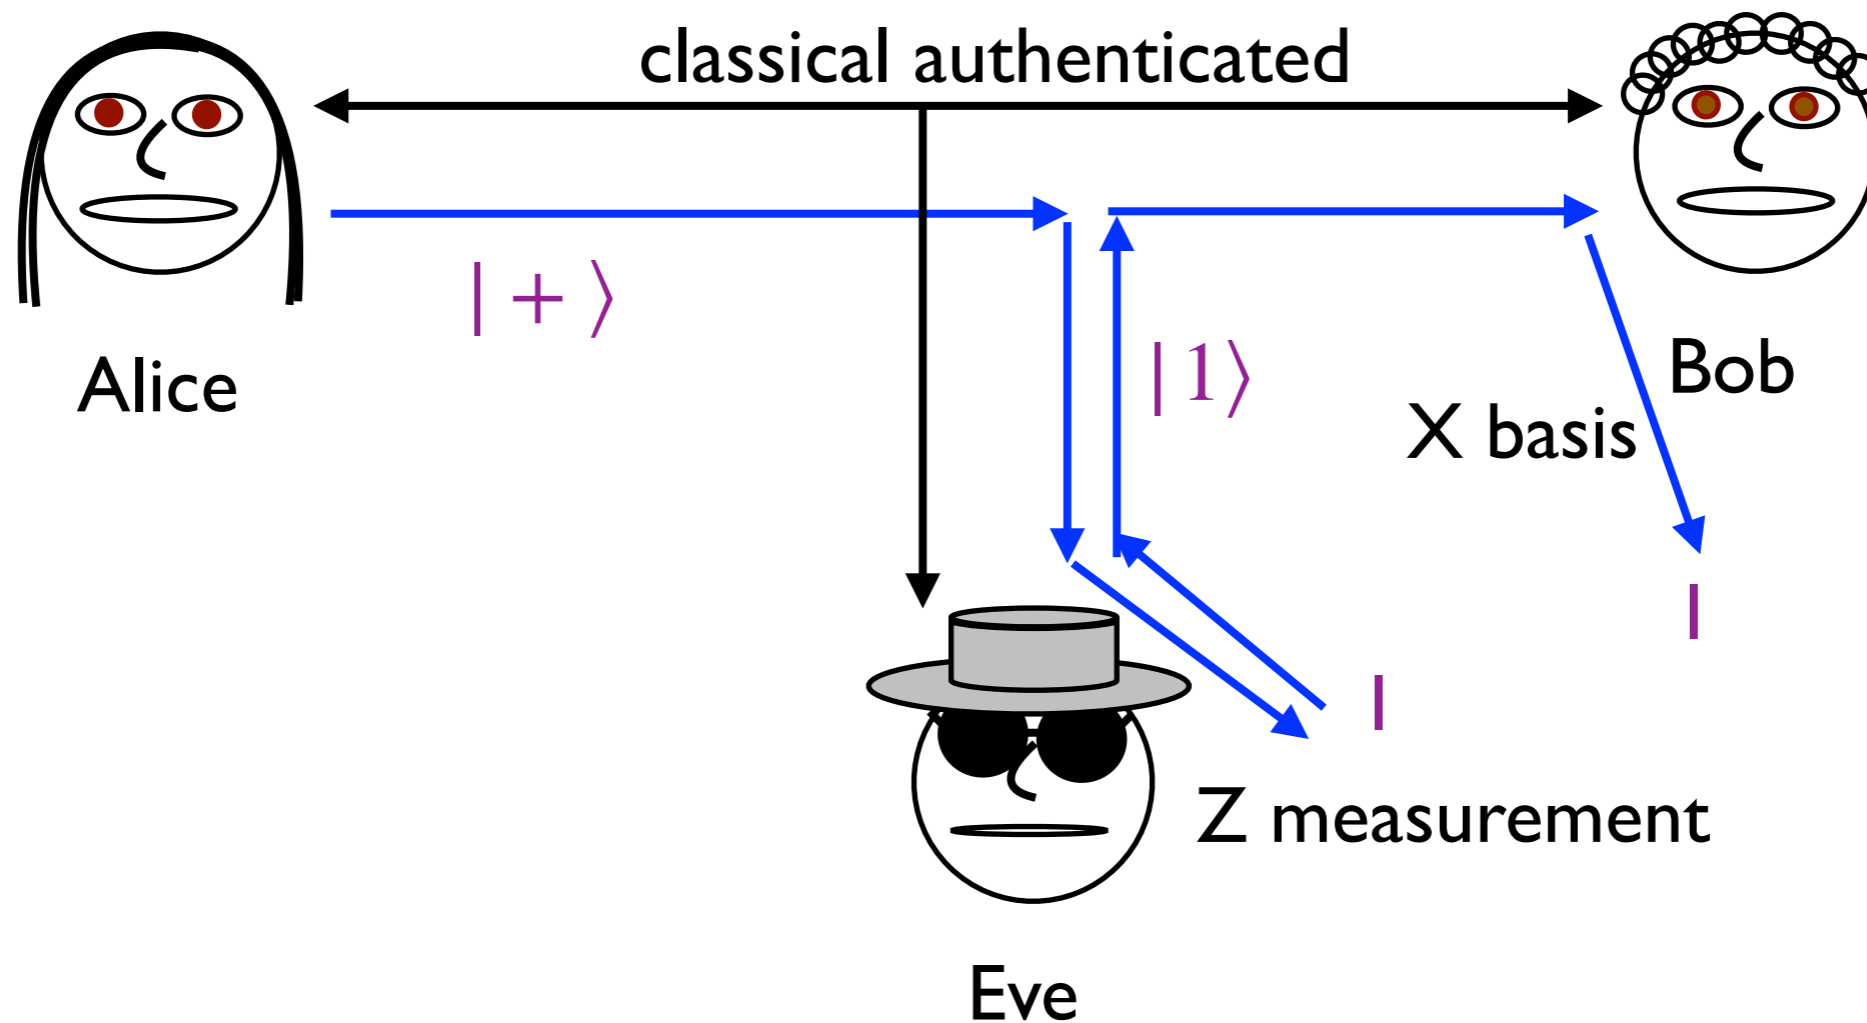 classical authenticated
| + ⟩
Alice
| 1⟩
Bob
X basis
1
1
Z measurement
Eve